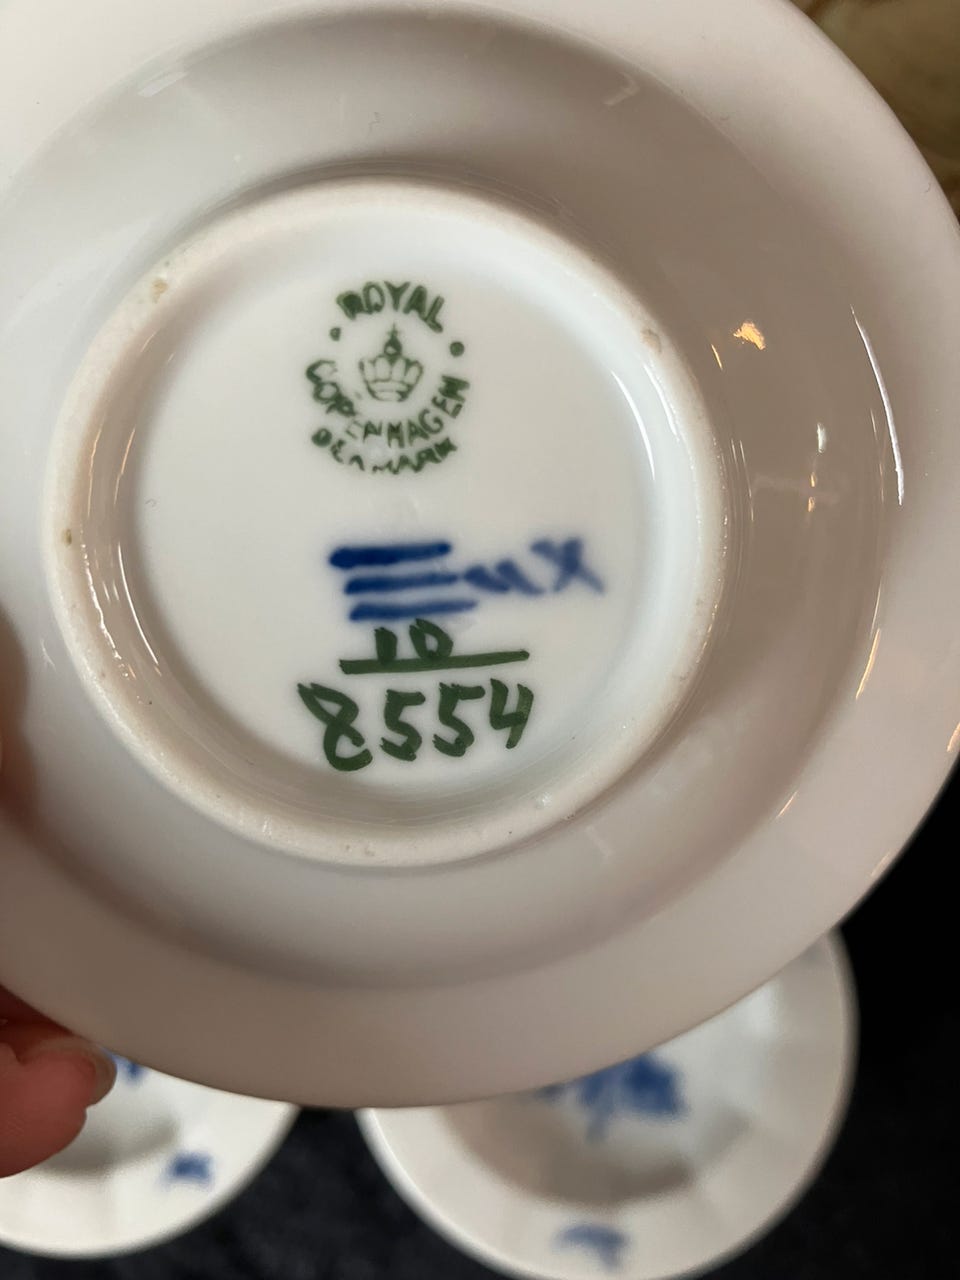 ROYAL
COPENHAGEN
DENMARK
10
8554